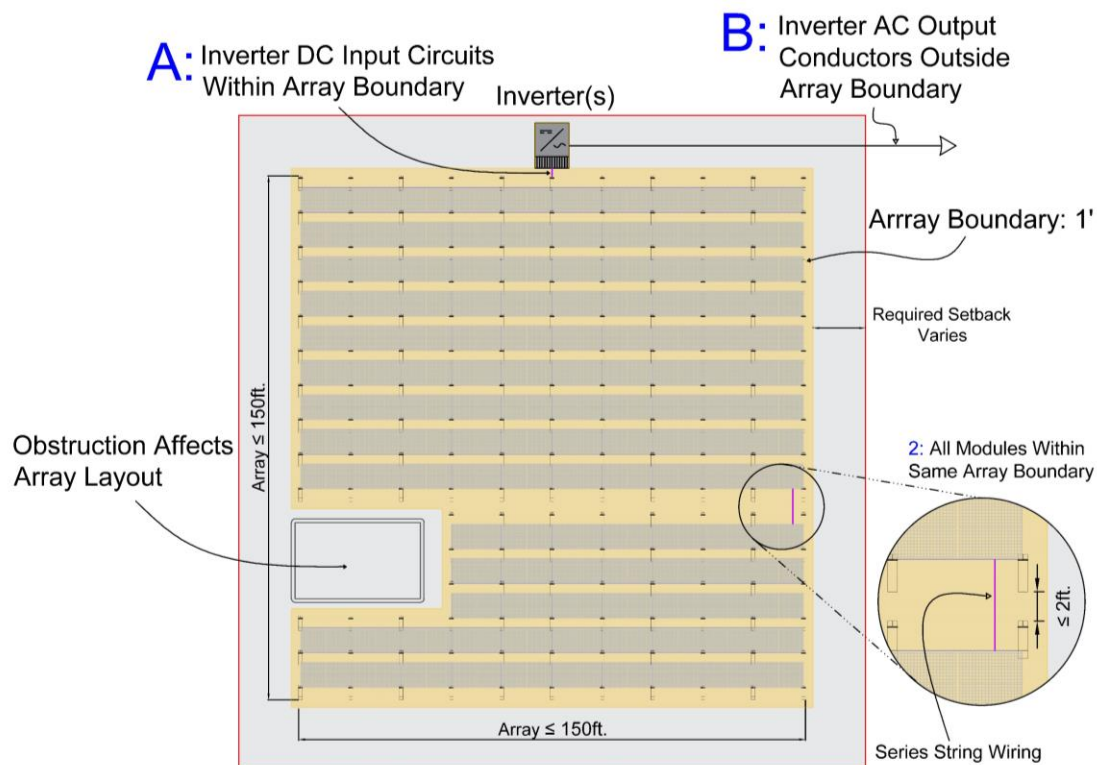 A: Inverter DC Input Circuits
Within Array Boundary
Inverter(s)
B: Inverter AC Output
Conductors Outside
Array Boundary
Arrray Boundary: 1'
Required Setback
Varies
Array ≤ 150ft.
Obstruction Affects
Array Layout
2: All Modules Within
Same Array Boundary
≤ 2ft.
Array ≤ 150ft.
Series String Wiring